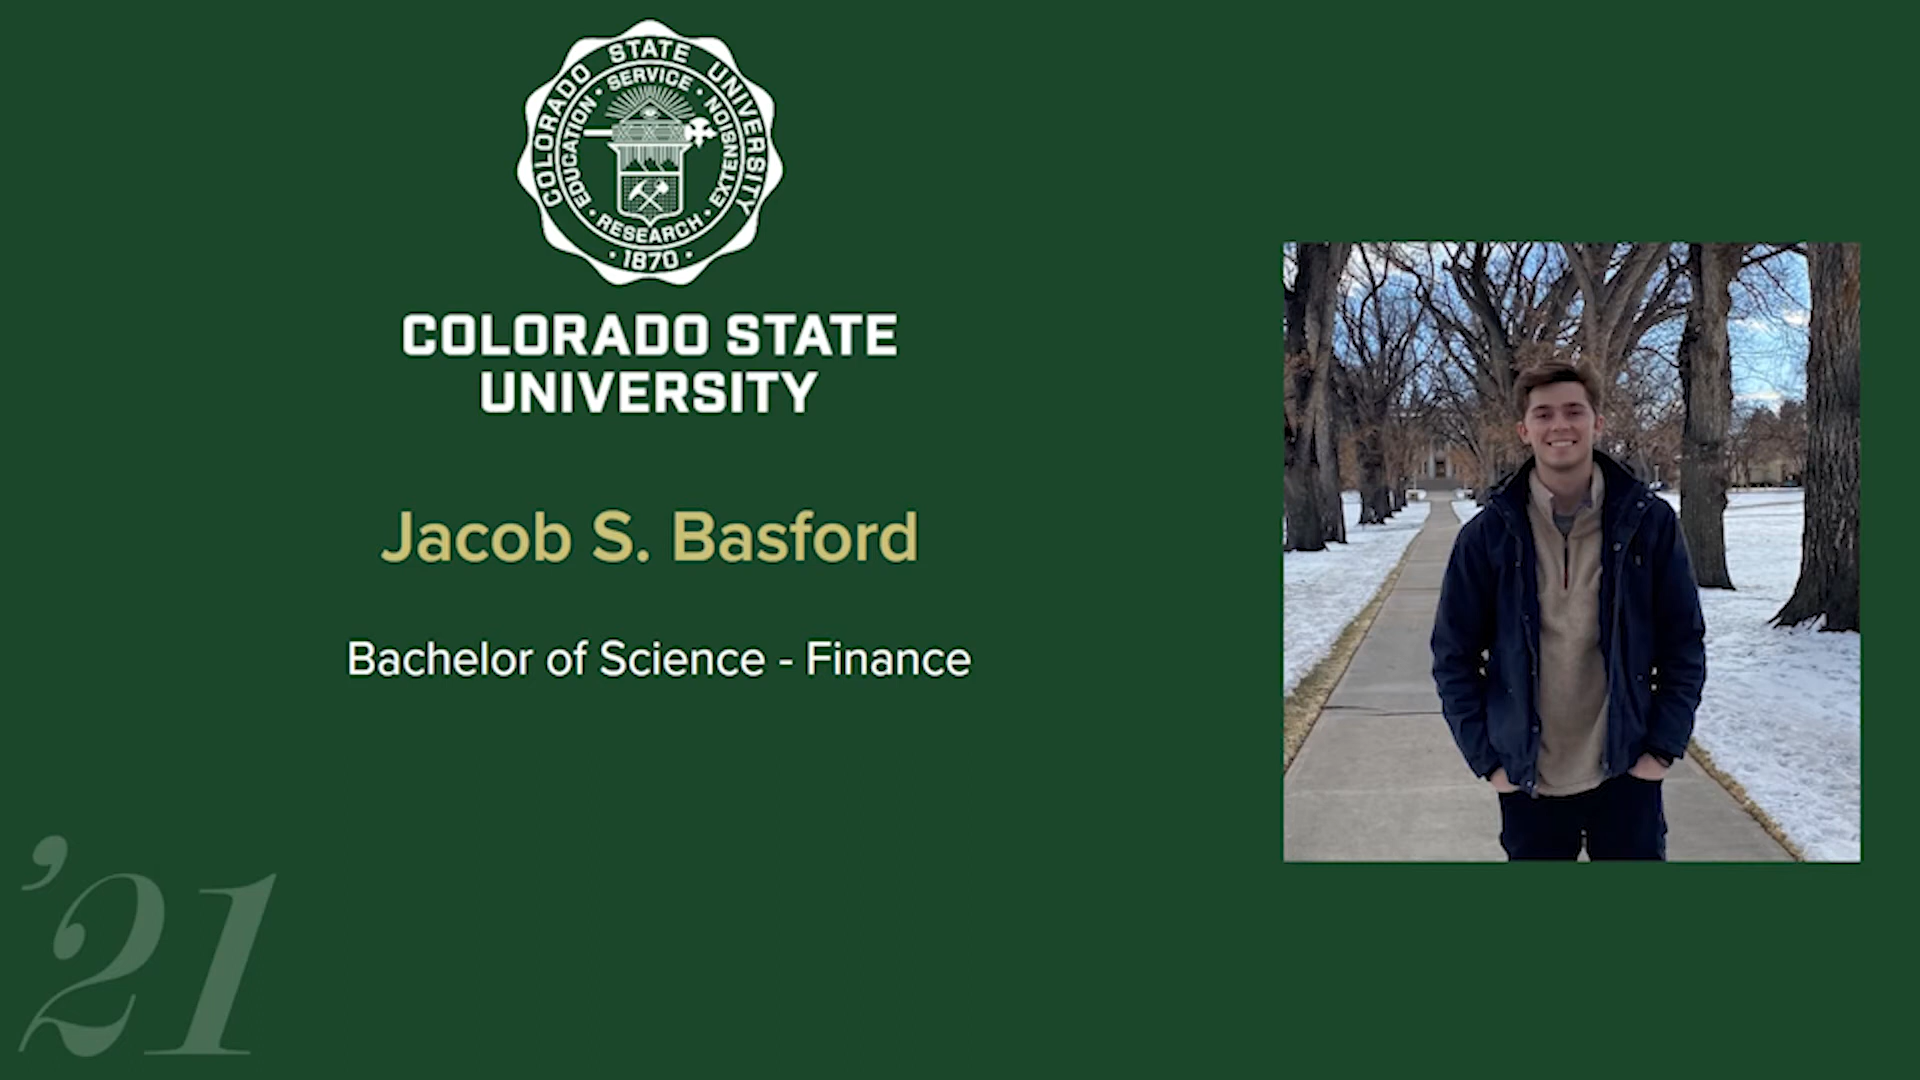 COLORADO STATE UNIVERSITY
EDUCATION • SERVICE • EXTENSION • RESEARCH
• 1870 •
COLORADO STATE
UNIVERSITY
Jacob S. Basford
Bachelor of Science - Finance
’21